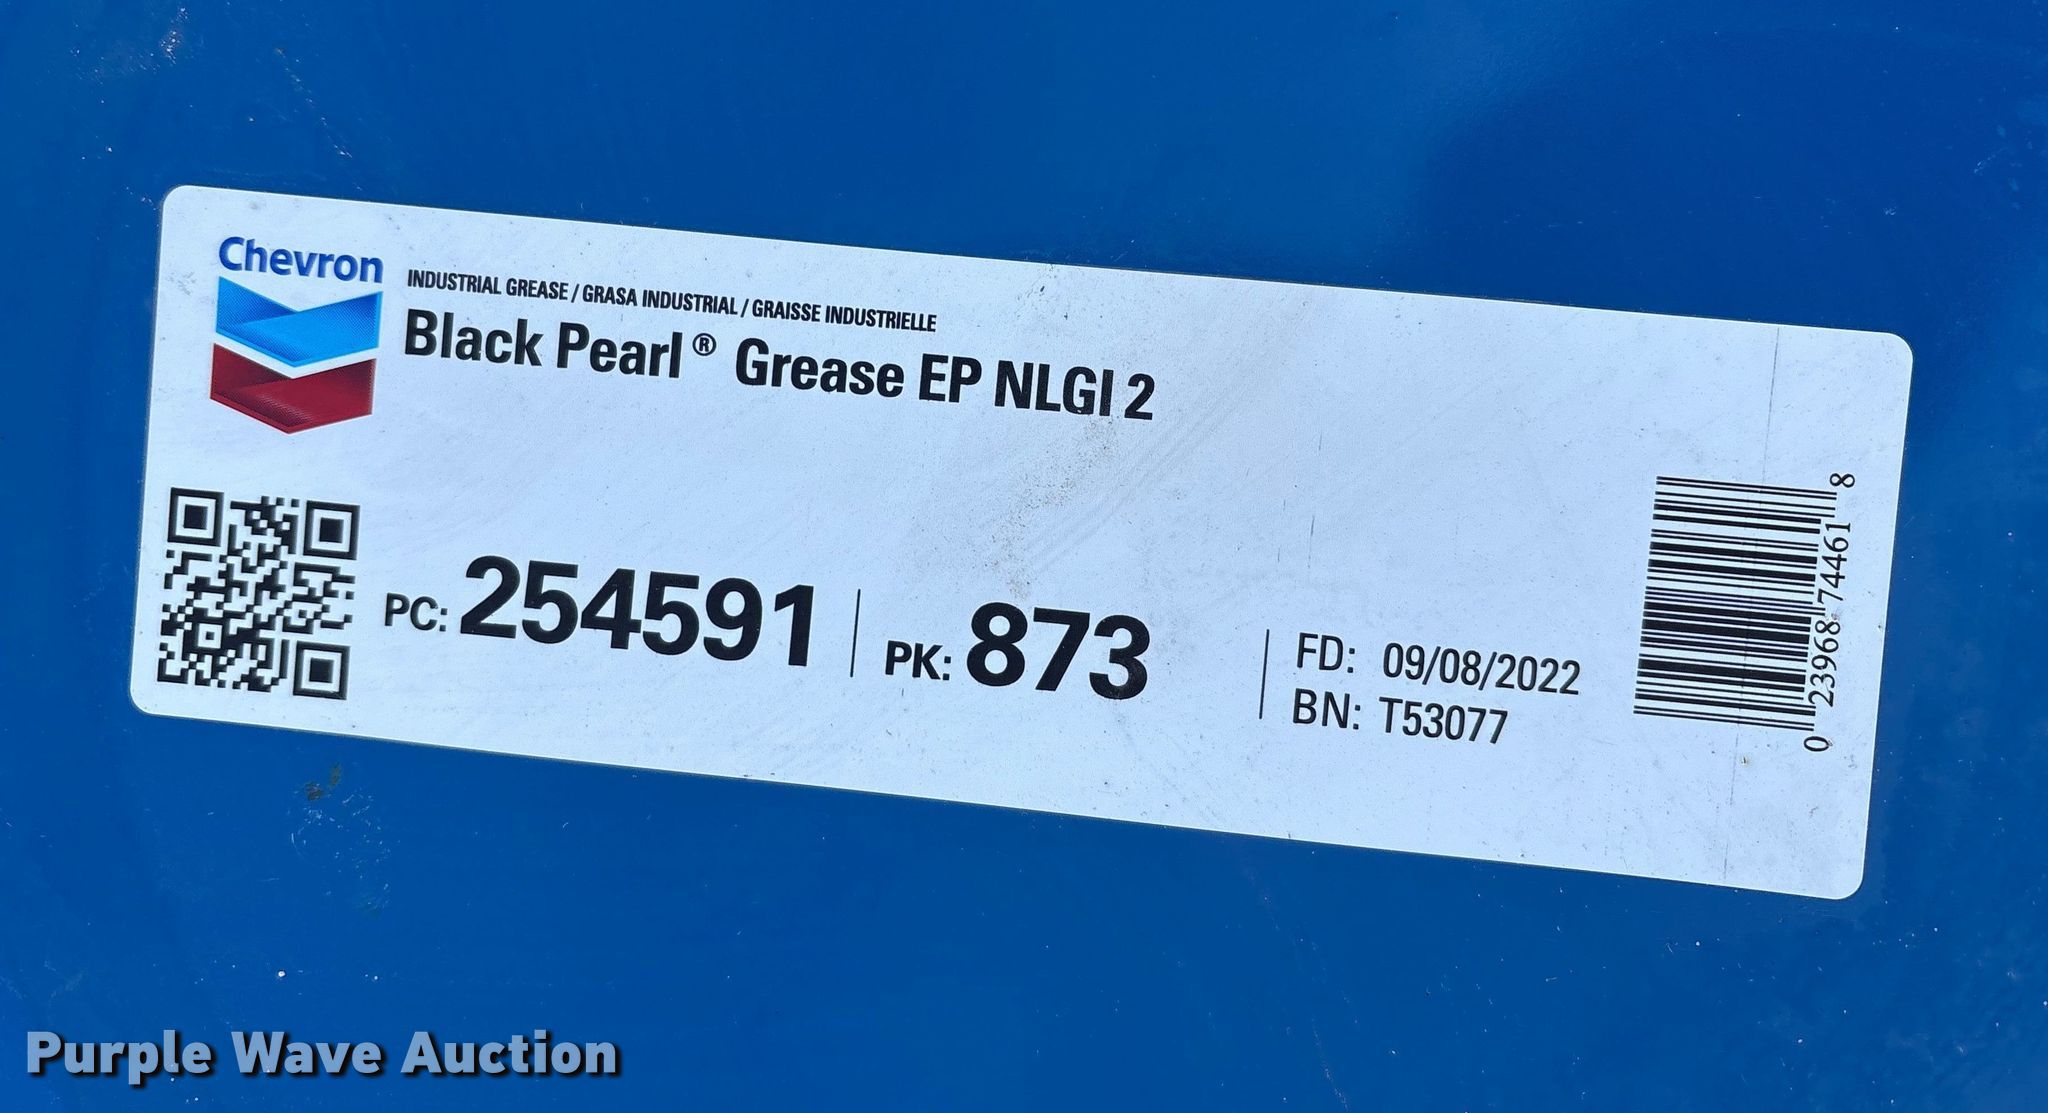 Chevron
INDUSTRIAL GREASE / GRASA INDUSTRIAL / GRAISSE INDUSTRIELLE
Black Pearl® Grease EP NLGI 2
PC: 254591
PK: 873
FD: 09/08/2022
BN: T53077
0 23968 74461 8
Purple Wave Auction